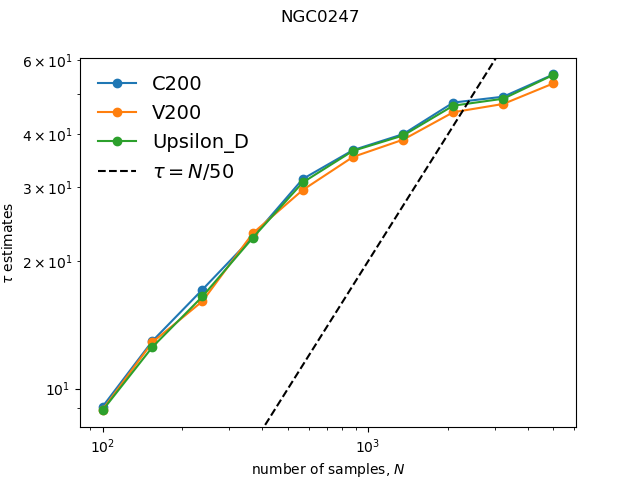 NGC0247
6 × 10¹
4 × 10¹
3 × 10¹
2 × 10¹
10¹
τ estimates
C200
V200
Upsilon_D
τ = N/50
10²
10³
number of samples, N